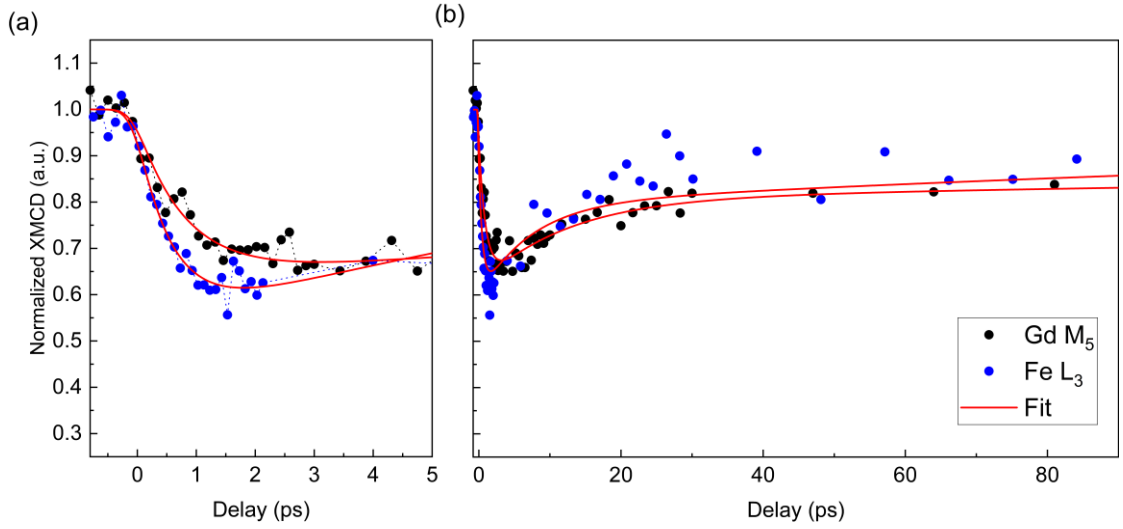 (a)
(b)
Normalized XMCD (a.u.)
1.1
1.0
0.9
0.8
0.7
0.6
0.5
0.4
0.3
0 1 2 3 4 5
Delay (ps)
0 20 40 60 80
Delay (ps)
Gd M₅
Fe L₃
Fit